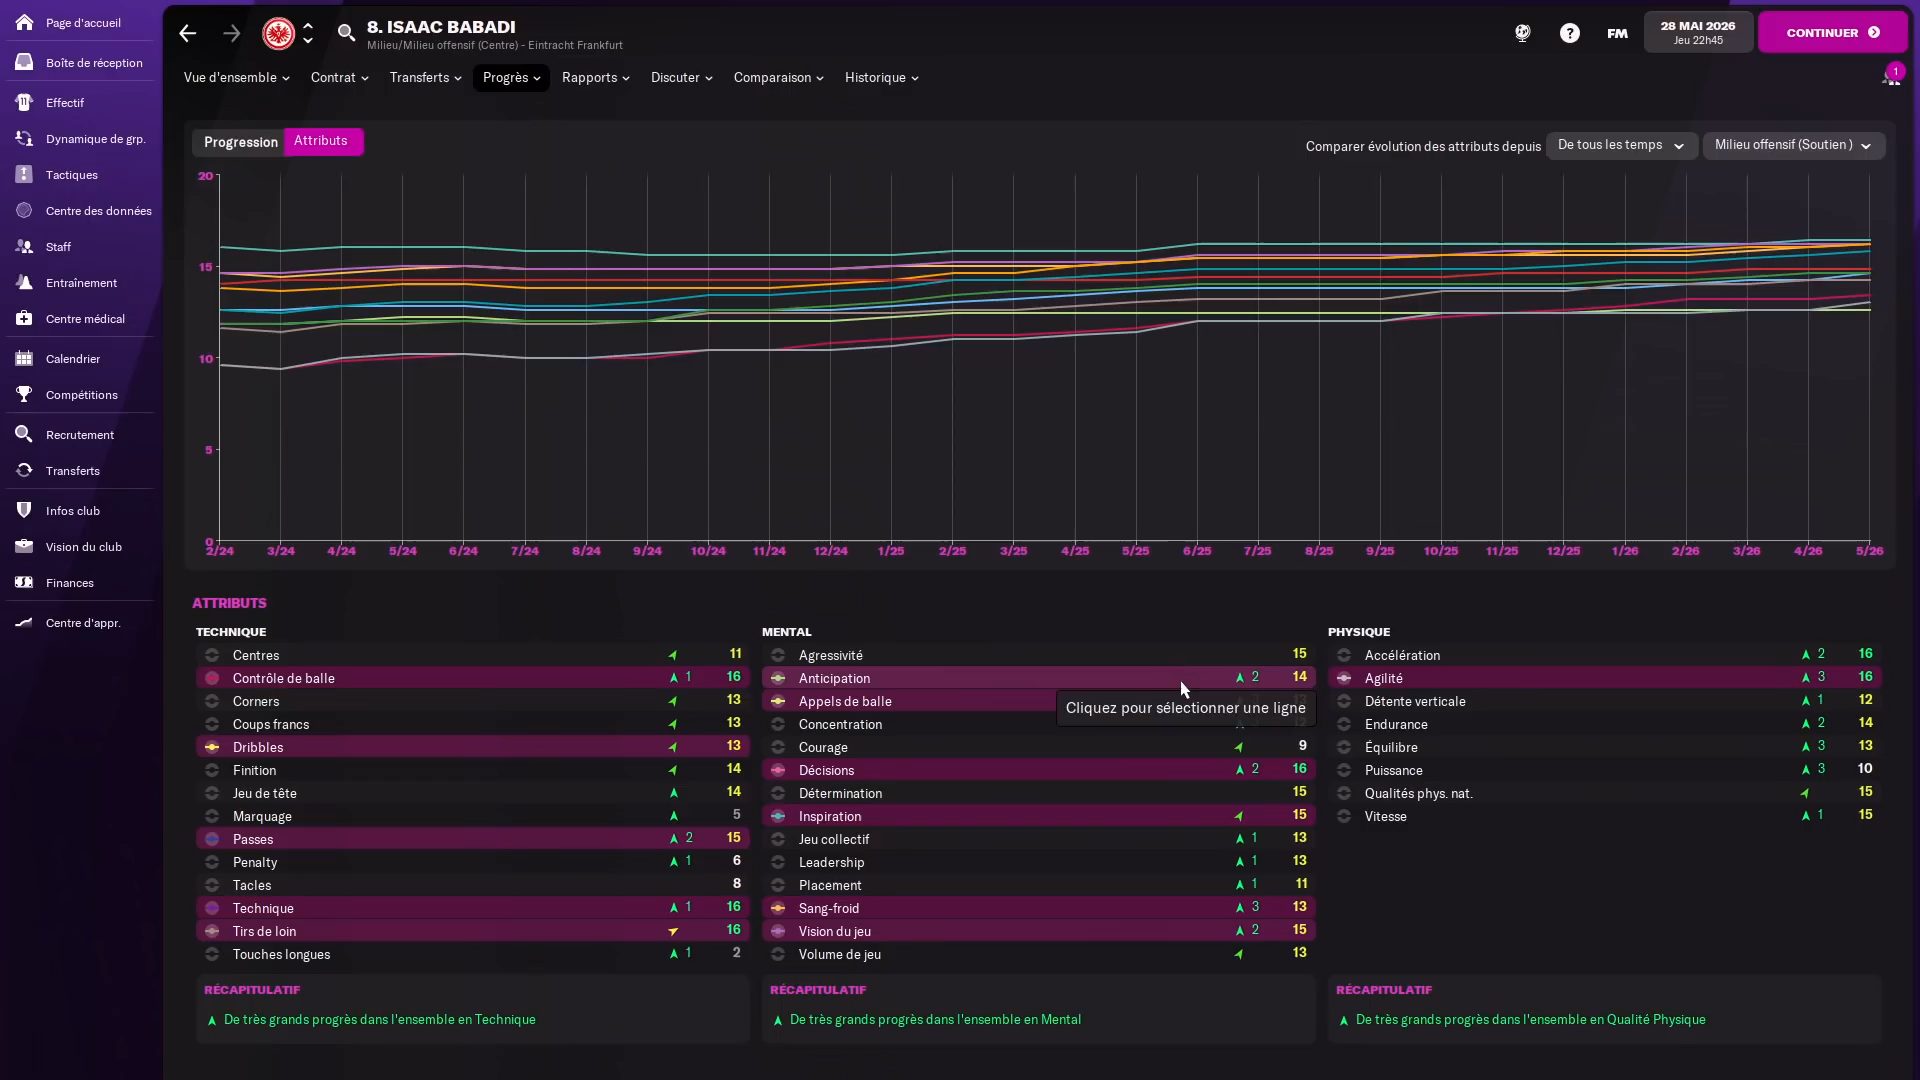 Page d'accueil
Boîte de réception
Effectif
Dynamique de grp.
Tactiques
Centre des données
Staff
Entraînement
Centre médical
Calendrier
Compétitions
Recrutement
Transferts
Infos club
Vision du club
Finances
Centre d'appr.
8. ISAAC BABADI
Milieu/Milieu offensif (Centre) - Eintracht Frankfurt
?
FM
28 MAI 2026
Jeu 22h45
CONTINUER
1
Vue d'ensemble Contrat Transferts Progrès Rapports Discuter Comparaison Historique
Progression Attributs
Comparer évolution des attributs depuis De tous les temps Milieu offensif (Soutien )
20
15
10
5
0
2/24 3/24 4/24 5/24 6/24 7/24 8/24 9/24 10/24 11/24 12/24 1/25 2/25 3/25 4/25 5/25 6/25 7/25 8/25 9/25 10/25 11/25 12/25 1/26 2/26 3/26 4/26 5/26
ATTRIBUTS
TECHNIQUE
Centres 11
Contrôle de balle 1 16
Corners 13
Coups francs 13
Dribbles 13
Finition 14
Jeu de tête 14
Marquage 5
Passes 2 15
Penalty 1 6
Tacles 8
Technique 1 16
Tirs de loin 16
Touches longues 1 2
RÉCAPITULATIF
De très grands progrès dans l'ensemble en Technique
MENTAL
Agressivité 15
Anticipation 2 14
Appels de balle
Cliquez pour sélectionner une ligne
Concentration
Courage 9
Décisions 2 16
Détermination 15
Inspiration 15
Jeu collectif 1 13
Leadership 1 13
Placement 1 11
Sang-froid 3 13
Vision du jeu 2 15
Volume de jeu 13
RÉCAPITULATIF
De très grands progrès dans l'ensemble en Mental
PHYSIQUE
Accélération 2 16
Agilité 3 16
Détente verticale 1 12
Endurance 2 14
Équilibre 3 13
Puissance 3 10
Qualités phys. nat. 15
Vitesse 1 15
RÉCAPITULATIF
De très grands progrès dans l'ensemble en Qualité Physique